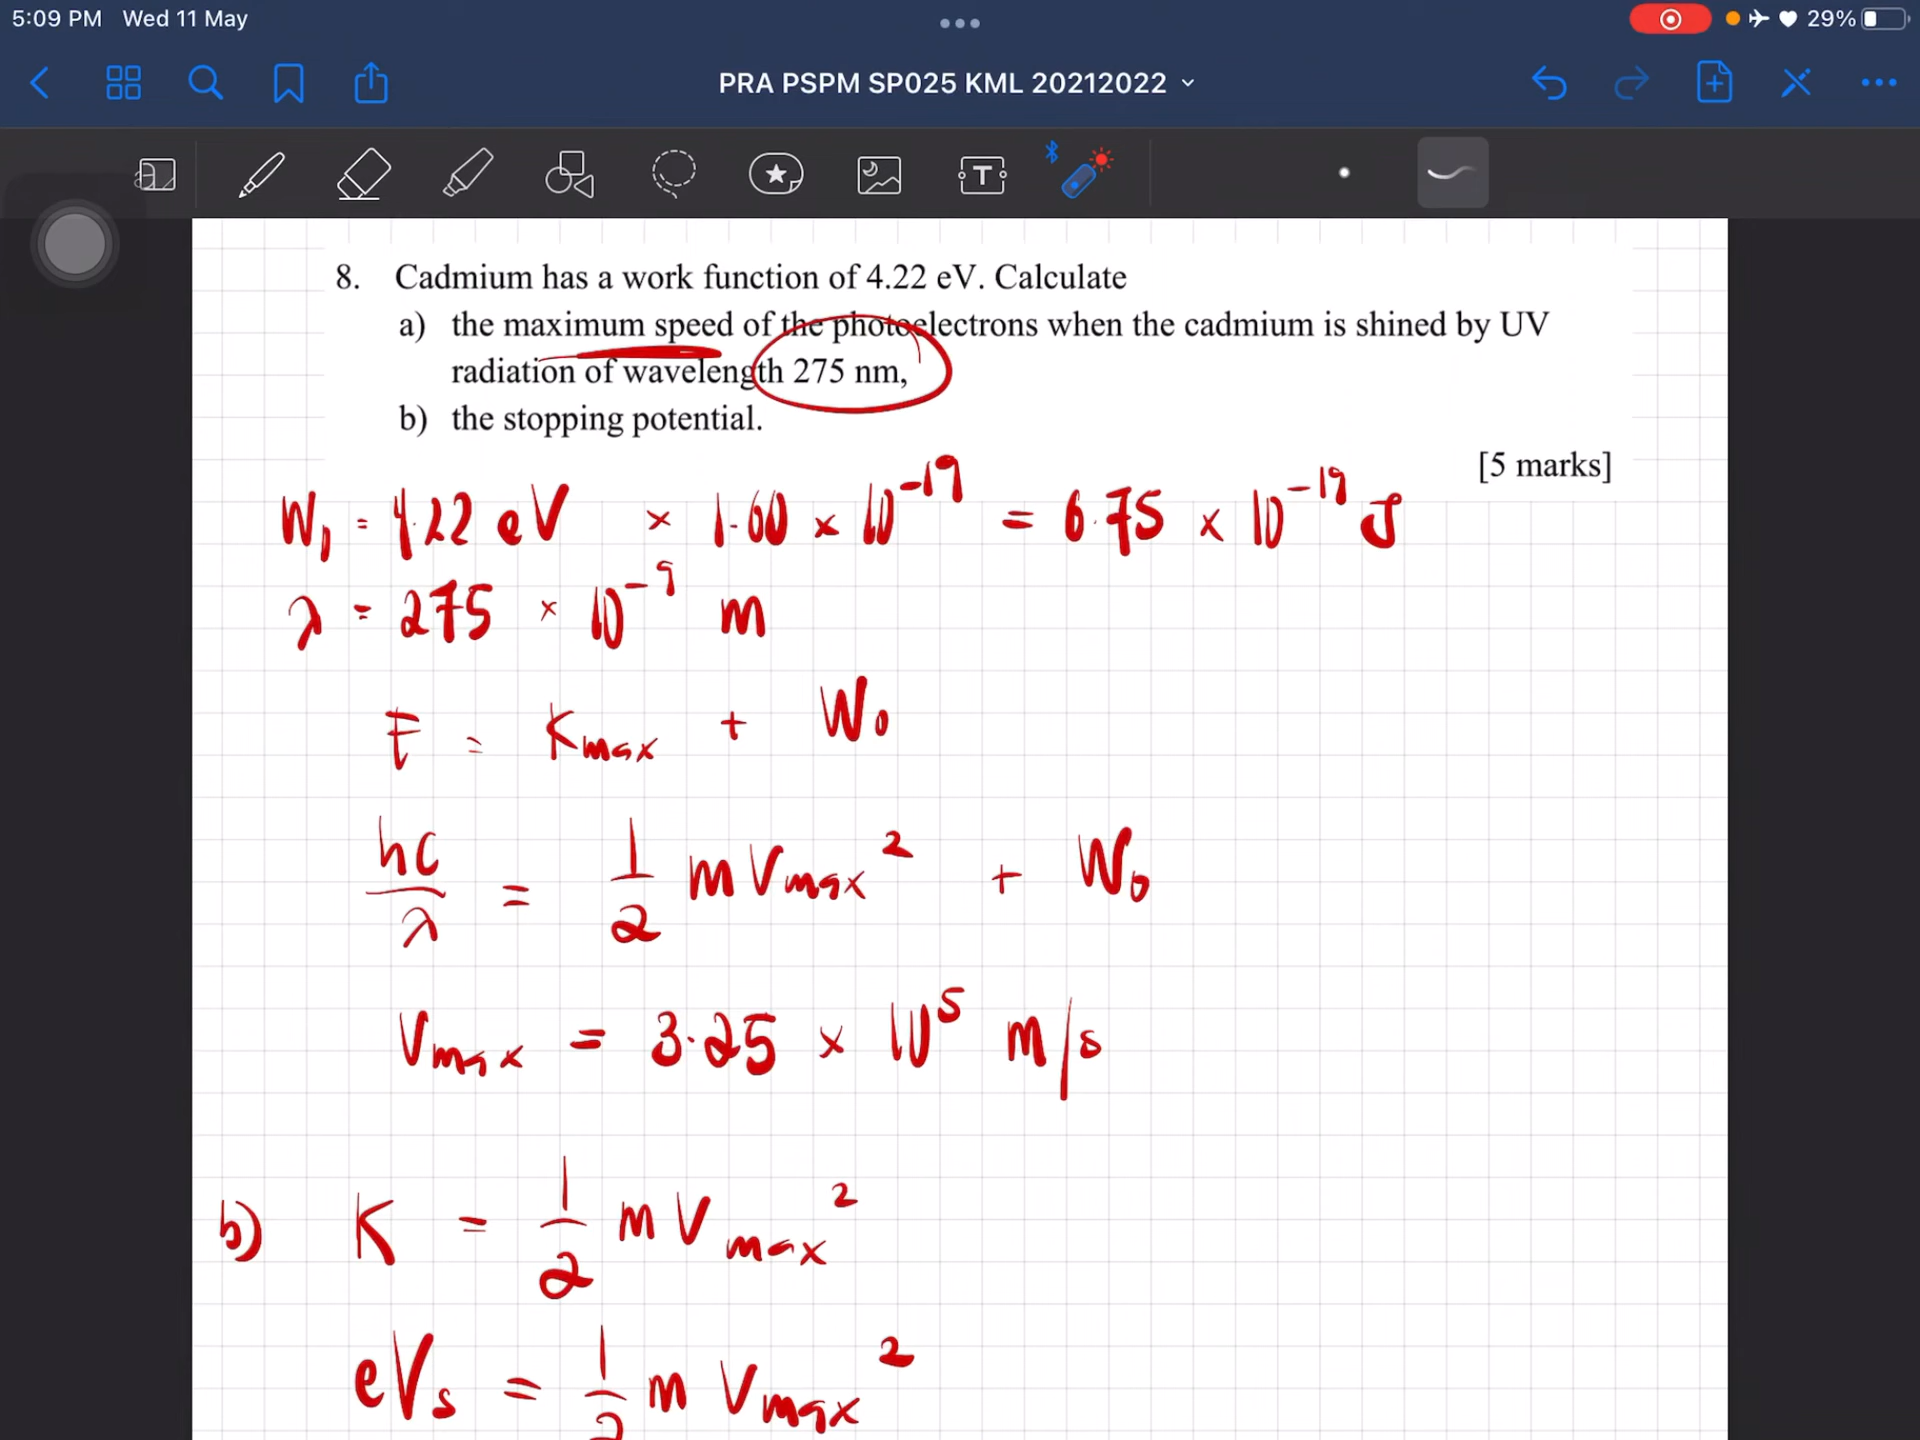 5:09 PM Wed 11 May
29%
PRA PSPM SP025 KML 20212022
8. Cadmium has a work function of 4.22 eV. Calculate
a) the maximum speed of the photoelectrons when the cadmium is shined by UV
radiation of wavelength 275 nm,
b) the stopping potential.
[5 marks]
W₀ = 4.22 eV × 1.60 × 10⁻¹⁹ = 6.75 × 10⁻¹⁹ J
λ = 275 × 10⁻⁹ m
E = Kmax + W₀
hc/λ = 1/2 m Vmax² + W₀
Vmax = 3.25 × 10⁵ m/s
b) K = 1/2 m Vmax²
eVs = 1/2 m Vmax²